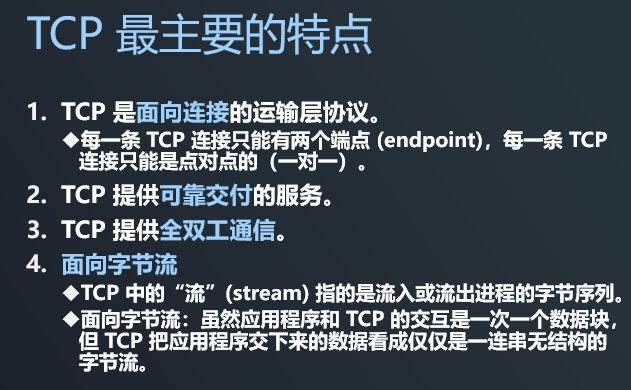 TCP 最主要的特点
1. TCP 是面向连接的运输层协议。
◆每一条 TCP 连接只能有两个端点 (endpoint)，每一条 TCP
连接只能是点对点的（一对一）。
2. TCP 提供可靠交付的服务。
3. TCP 提供全双工通信。
4. 面向字节流
◆TCP 中的“流”(stream) 指的是流入或流出进程的字节序列。
◆面向字节流：虽然应用程序和 TCP 的交互是一次一个数据块，
但 TCP 把应用程序交下来的数据看成仅仅是一连串无结构的
字节流。